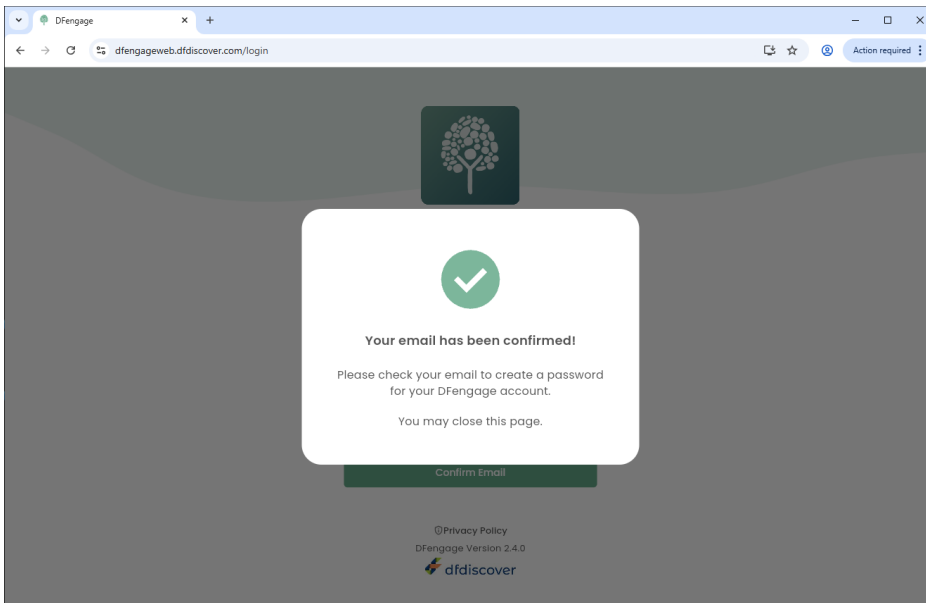 DFengage
dfengageweb.dfdiscover.com/login
Action required
Your email has been confirmed!
Please check your email to create a password
for your DFengage account.
You may close this page.
Confirm Email
Privacy Policy
DFengage Version 2.4.0
dfdiscover